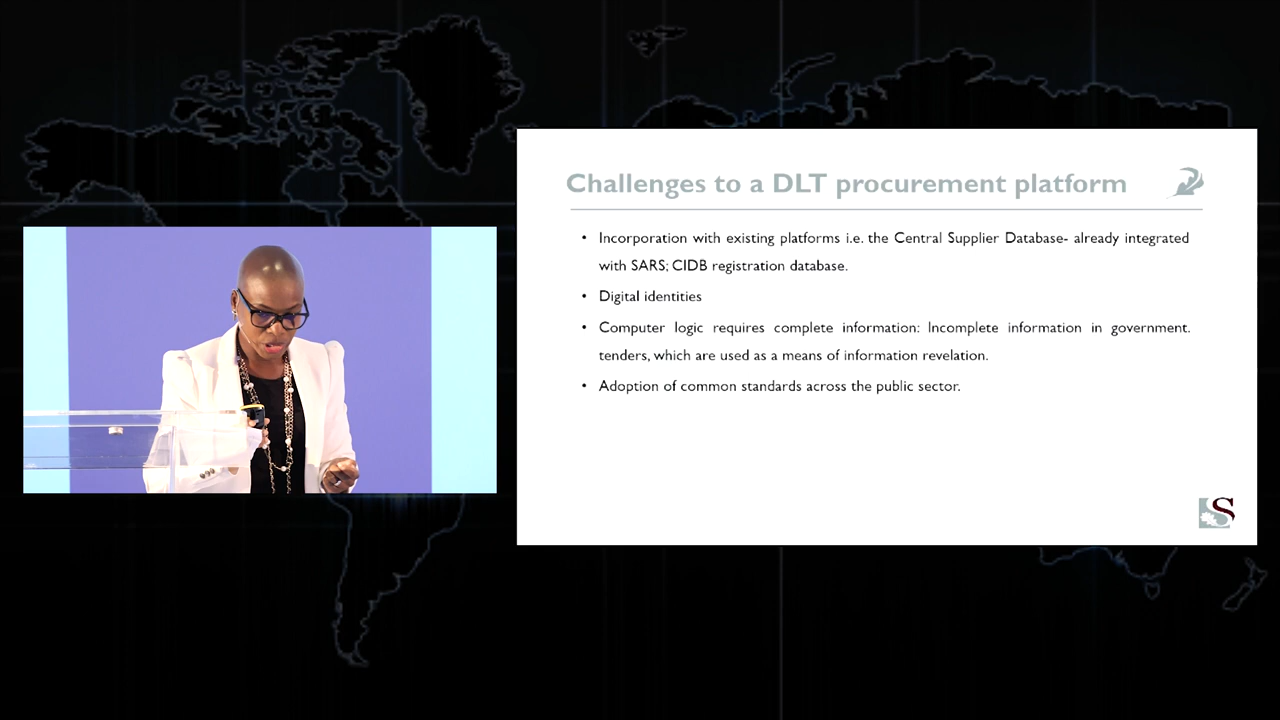 Challenges to a DLT procurement platform
• Incorporation with existing platforms i.e. the Central Supplier Database- already integrated
with SARS; CIDB registration database.
• Digital identities
• Computer logic requires complete information: Incomplete information in government.
tenders, which are used as a means of information revelation.
• Adoption of common standards across the public sector.
S